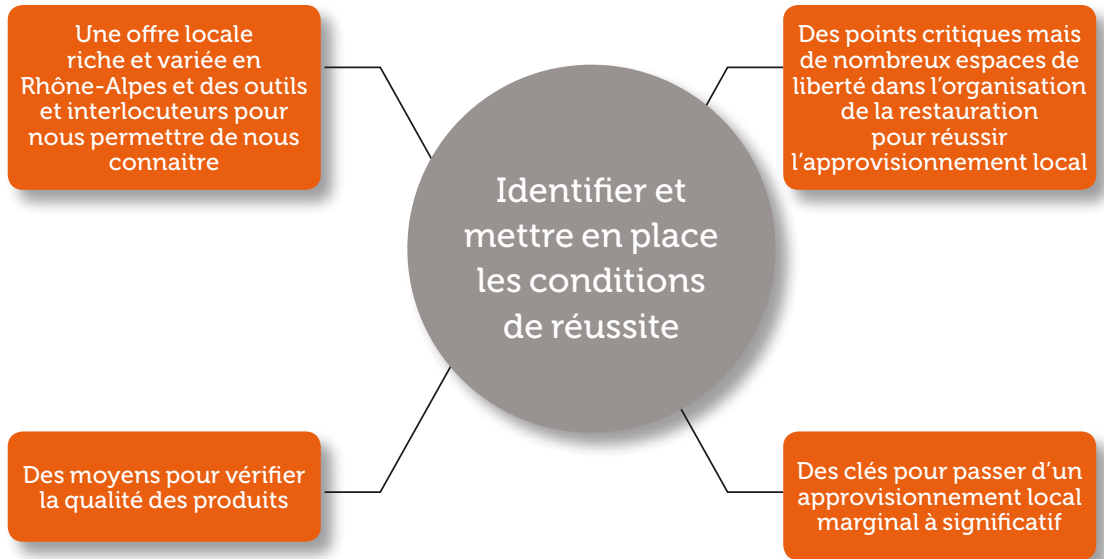 Une offre locale
riche et variée en
Rhône-Alpes et des outils
et interlocuteurs pour
nous permettre de nous
connaitre
Des points critiques mais
de nombreux espaces de
liberté dans l'organisation
de la restauration
pour réussir
l'approvisionnement local
Identifier et
mettre en place
les conditions
de réussite
Des moyens pour vérifier
la qualité des produits
Des clés pour passer d'un
approvisionnement local
marginal à significatif